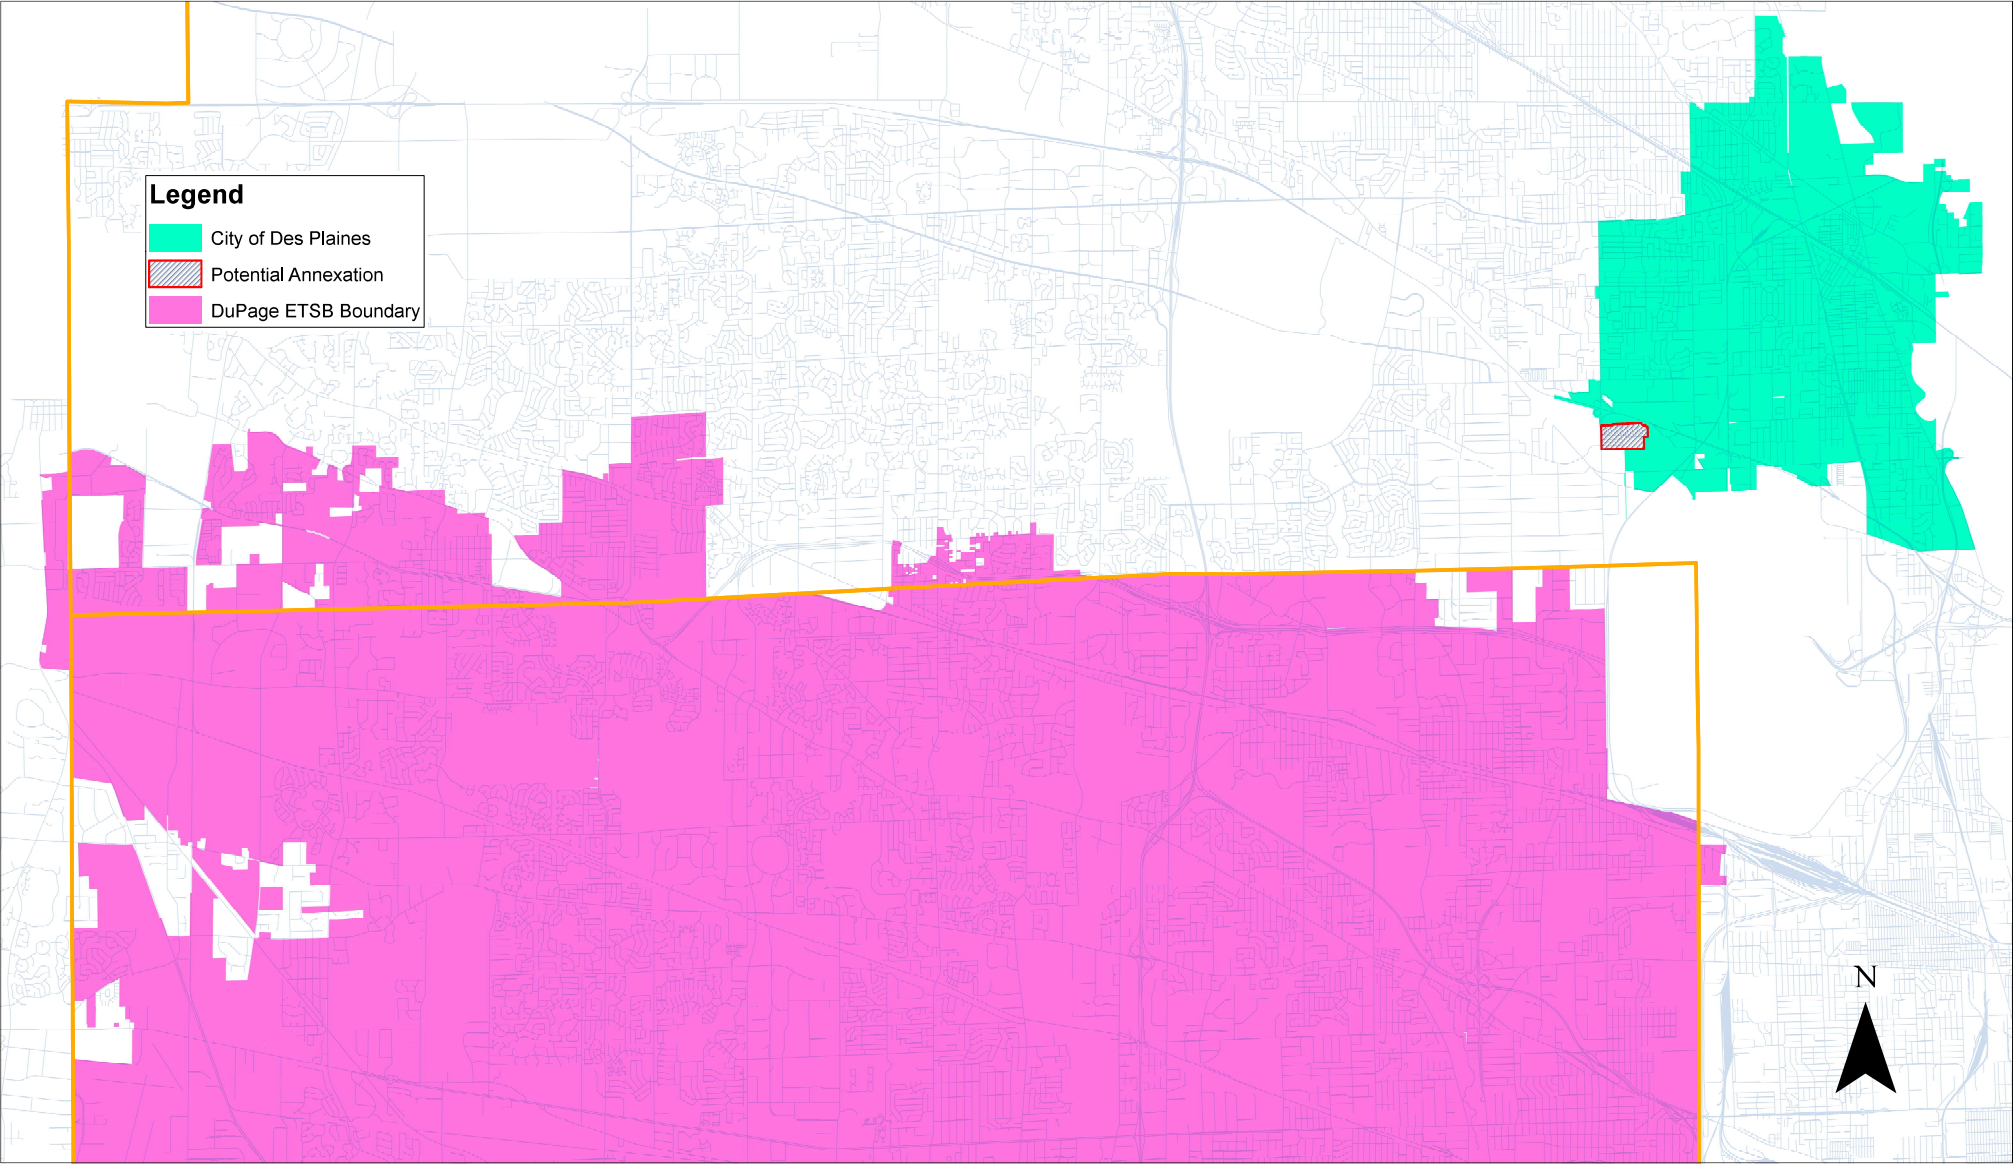 Legend
City of Des Plaines
Potential Annexation
DuPage ETSB Boundary
N